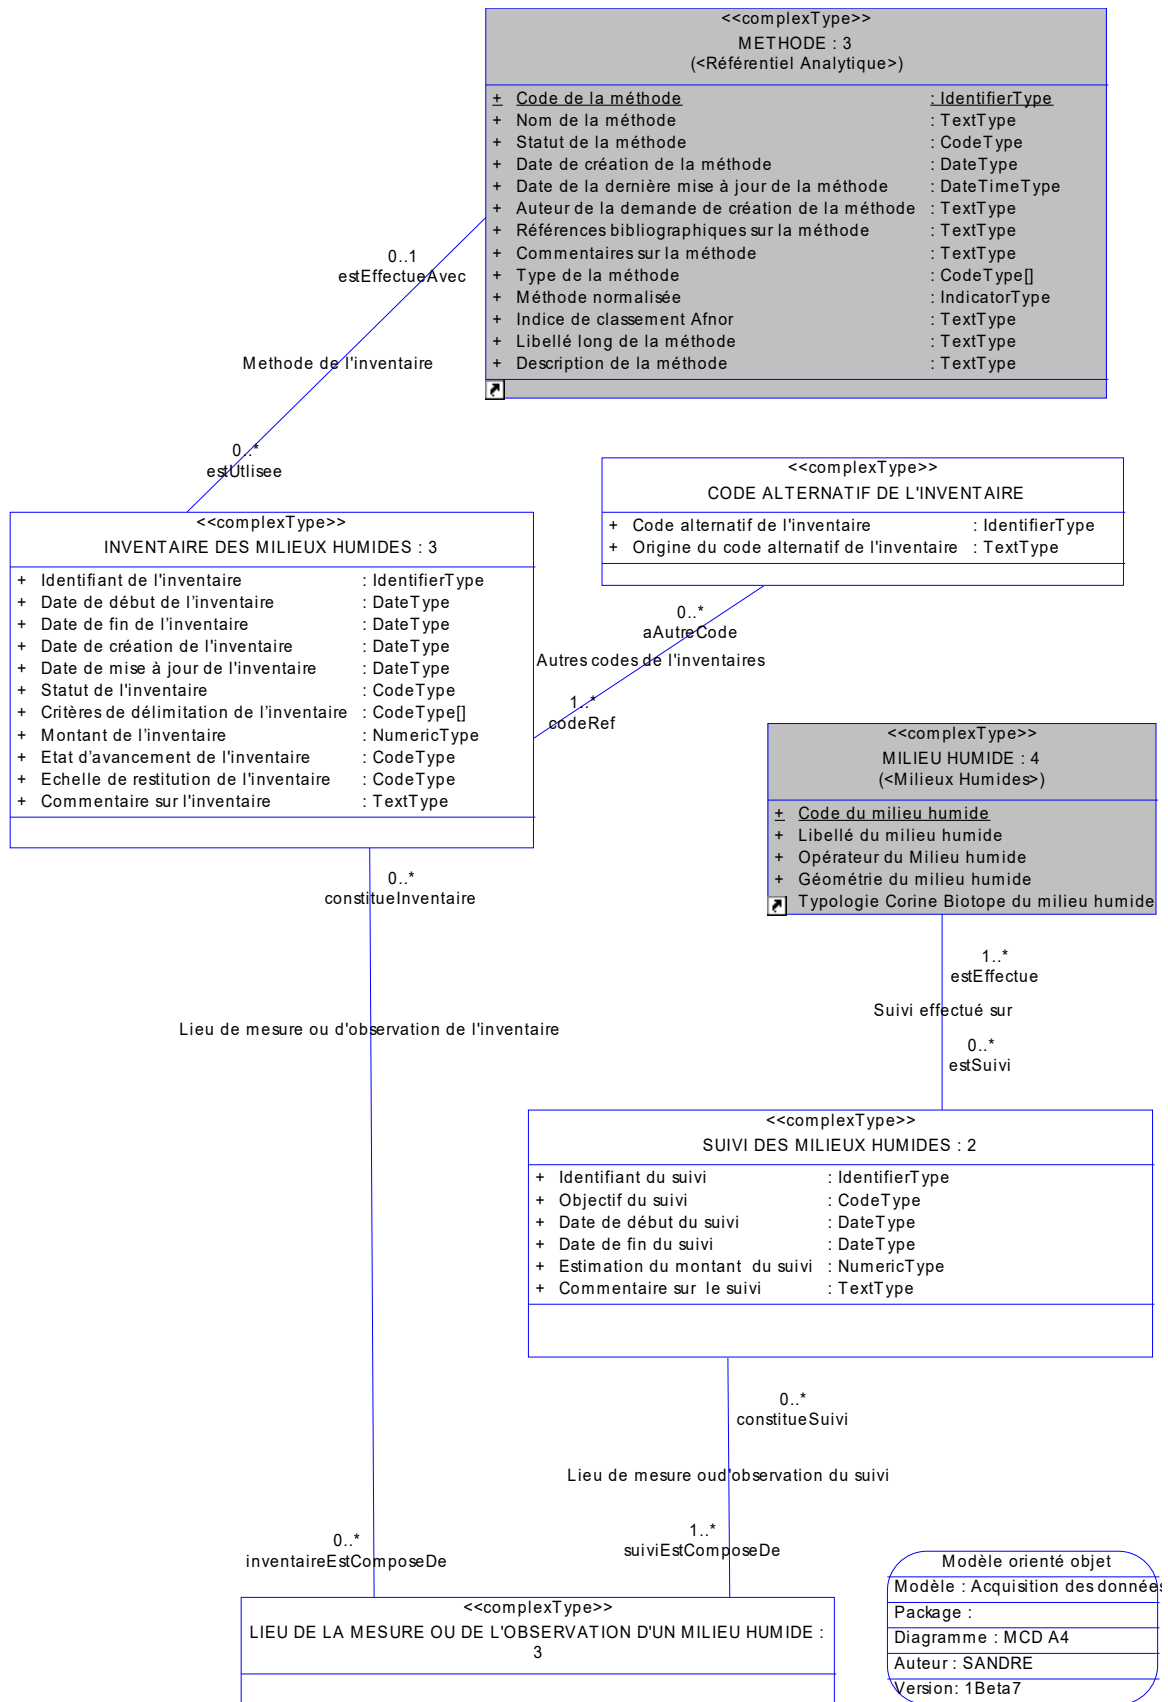 <<complexType>>
METHODE : 3
(<Référentiel Analytique>)
+ Code de la méthode : IdentifierType
+ Nom de la méthode : TextType
+ Statut de la méthode : CodeType
+ Date de création de la méthode : DateType
+ Date de la dernière mise à jour de la méthode : DateTimeType
+ Auteur de la demande de création de la méthode : TextType
+ Références bibliographiques sur la méthode : TextType
+ Commentaires sur la méthode : TextType
+ Type de la méthode : CodeType[]
+ Méthode normalisée : IndicatorType
+ Indice de classement Afnor : TextType
+ Libellé long de la méthode : TextType
+ Description de la méthode : TextType
0..1
estEffectueAvec
Methode de l'inventaire
0..*
estUtlisee
<<complexType>>
CODE ALTERNATIF DE L'INVENTAIRE
+ Code alternatif de l'inventaire : IdentifierType
+ Origine du code alternatif de l'inventaire : TextType
<<complexType>>
INVENTAIRE DES MILIEUX HUMIDES : 3
+ Identifiant de l'inventaire : IdentifierType
+ Date de début de l'inventaire : DateType
+ Date de fin de l'inventaire : DateType
+ Date de création de l'inventaire : DateType
+ Date de mise à jour de l'inventaire : DateType
+ Statut de l'inventaire : CodeType
+ Critères de délimitation de l'inventaire : CodeType[]
+ Montant de l'inventaire : NumericType
+ Etat d'avancement de l'inventaire : CodeType
+ Echelle de restitution de l'inventaire : CodeType
+ Commentaire sur l'inventaire : TextType
0..*
aAutreCode
Autres codes de l'inventaires
1..*
codeRef
<<complexType>>
MILIEU HUMIDE : 4
(<Milieux Humides>)
+ Code du milieu humide
+ Libellé du milieu humide
+ Opérateur du Milieu humide
+ Géométrie du milieu humide
Typologie Corine Biotope du milieu humide
0..*
constitueInventaire
Lieu de mesure ou d'observation de l'inventaire
1..*
estEffectue
Suivi effectué sur
0..*
estSuivi
<<complexType>>
SUIVI DES MILIEUX HUMIDES : 2
+ Identifiant du suivi : IdentifierType
+ Objectif du suivi : CodeType
+ Date de début du suivi : DateType
+ Date de fin du suivi : DateType
+ Estimation du montant du suivi : NumericType
+ Commentaire sur le suivi : TextType
0..*
constitueSuivi
Lieu de mesure oud'observation du suivi
0..*
inventaireEstComposeDe
1..*
suiviEstComposeDe
<<complexType>>
LIEU DE LA MESURE OU DE L'OBSERVATION D'UN MILIEU HUMIDE :
3
Modèle orienté objet
Modèle : Acquisition des données
Package :
Diagramme : MCD A4
Auteur : SANDRE
Version: 1Beta7